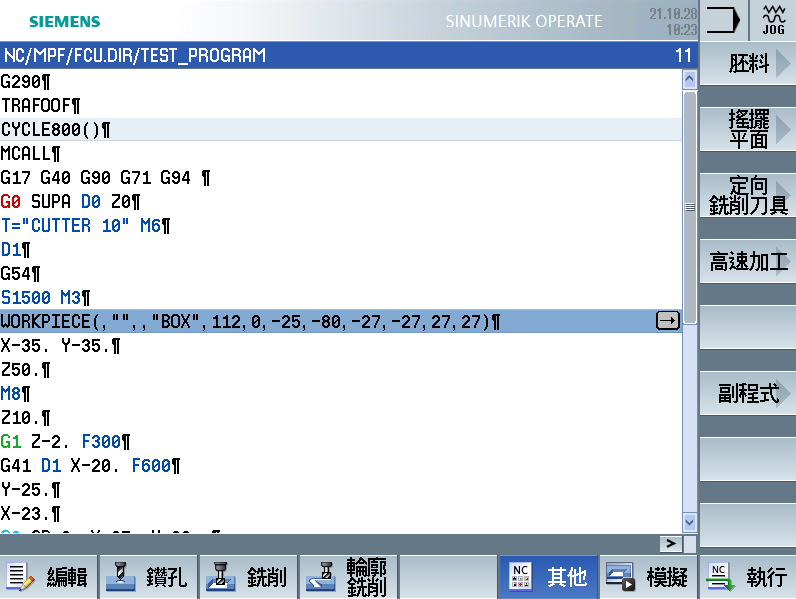 SIEMENS
SINUMERIK OPERATE
21.10.28
10:23
JOG
NC/MPF/FCU.DIR/TEST_PROGRAM 11
G290¶
TRAFOOF¶
CYCLE800()¶
MCALL¶
G17 G40 G90 G71 G94 ¶
G0 SUPA D0 Z0¶
T="CUTTER 10" M6¶
D1¶
G54¶
S1500 M3¶
WORKPIECE(,"",,"BOX",112,0,-25,-80,-27,-27,27,27)¶
X-35. Y-35.¶
Z50.¶
M8¶
Z10.¶
G1 Z-2. F300¶
G41 D1 X-20. F600¶
Y-25.¶
X-23.¶
胚料
搖擺
平面
定向
銑削刀具
高速加工
副程式
編輯
鑽孔
銑削
輪廓
銑削
NC
其他
模擬
NC
執行